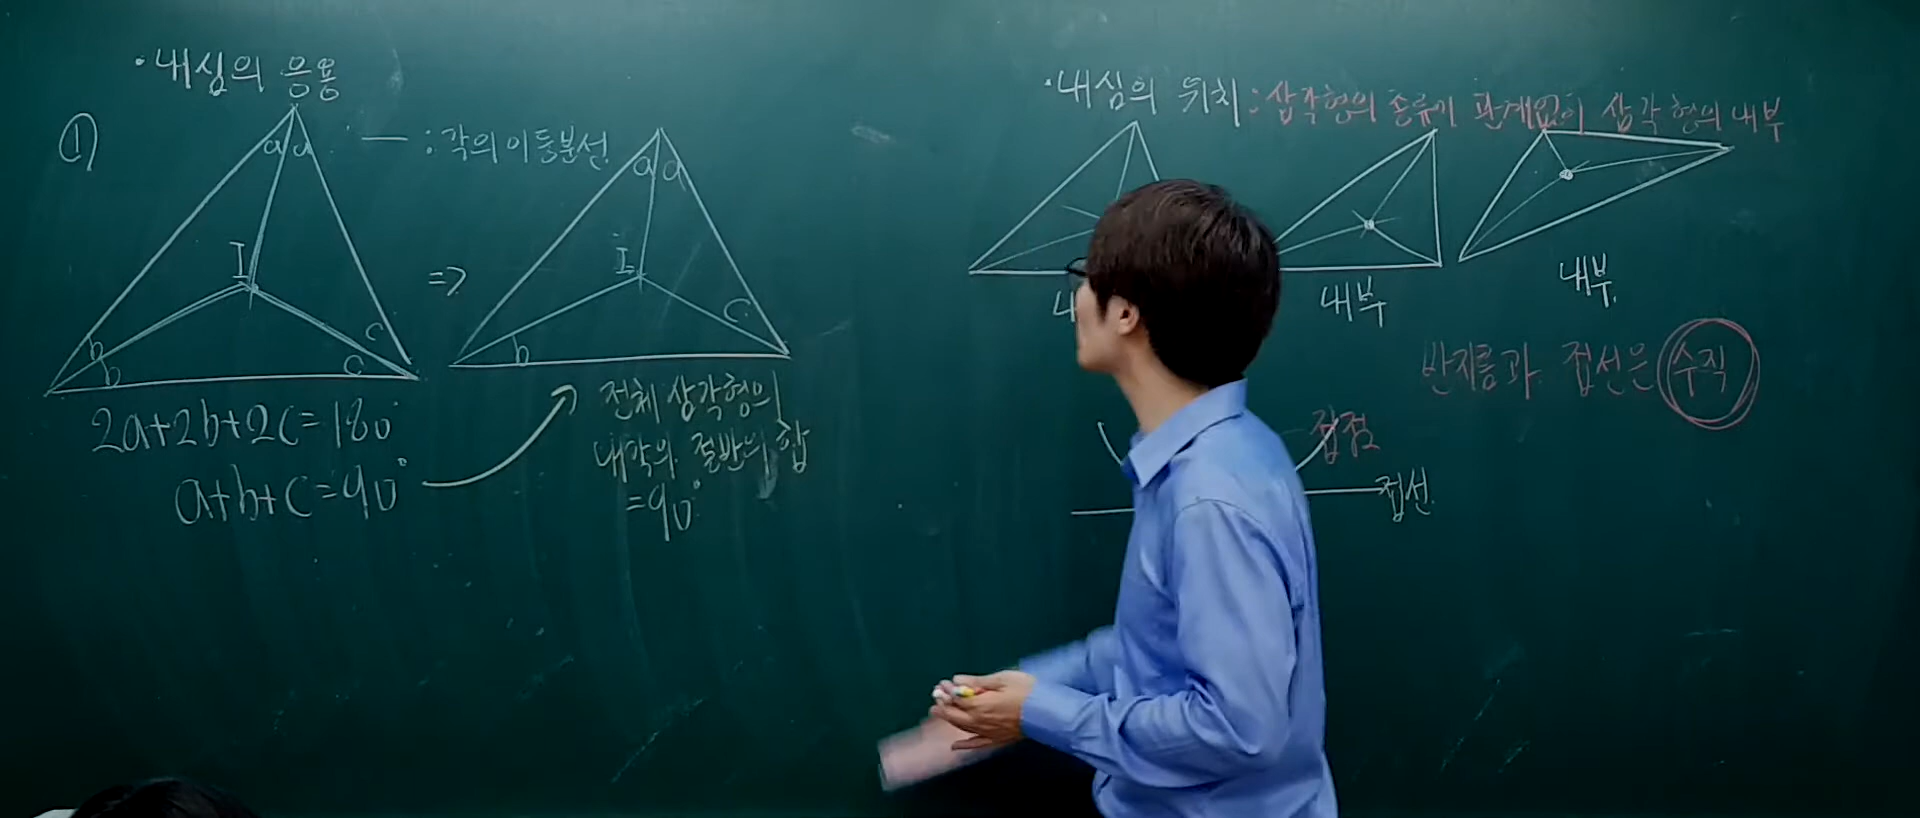 · 내심의 응용
①
a a
— : 각의 이등분선
I
b
b
c
c
2a+2b+2c=180°
a+b+c=90°
=>
a a
I
b
c
전체 삼각형의
내각의 절반의 합
=90°
· 내심의 위치 : 삼각형의 종류에 관계없이 삼각형의 내부
내
내부
내부.
반지름과 접선은 수직
접점
접선.